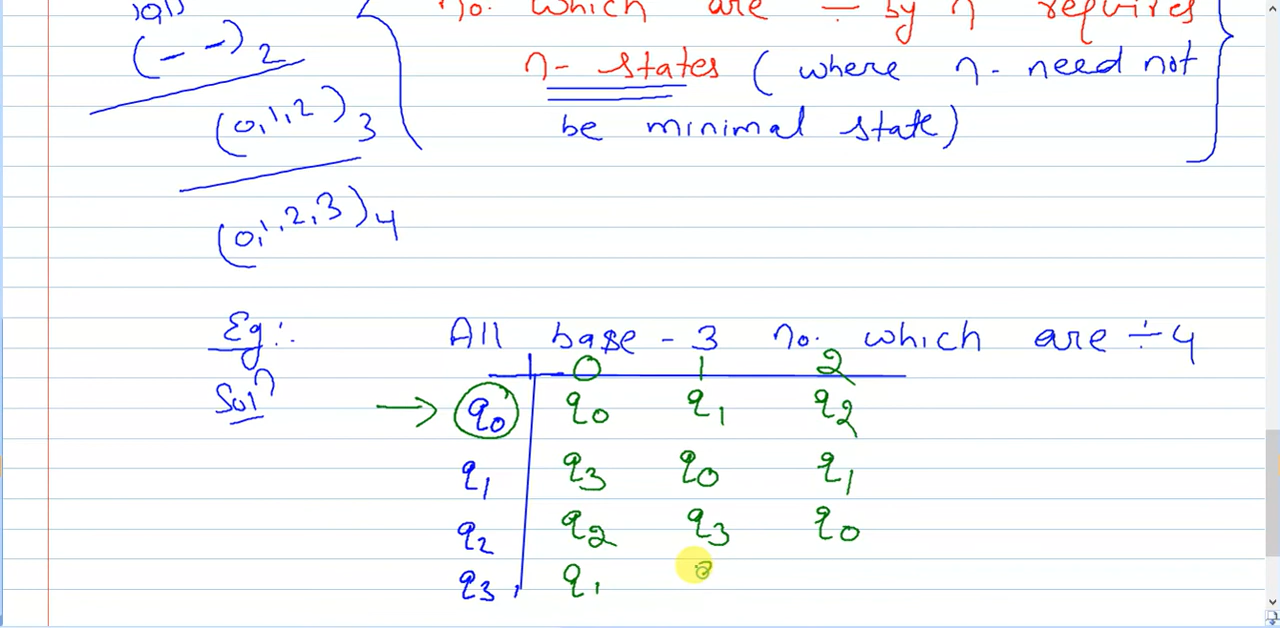 no. which are ÷ by n requires
(– –)2
n- states (where n- need not
(0,1,2)3
be minimal state)
(0,1,2,3)4
Eg:. All base - 3 no. which are ÷ 4
0 1 2
Solⁿ → q0 q0 q1 q2
q1 q3 q0 q1
q2 q2 q3 q0
q3 q1